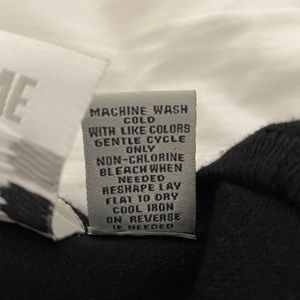 ME
MACHINE WASH
COLD
WITH LIKE COLORS
GENTLE CYCLE
ONLY
NON-CHLORINE
BLEACH WHEN
NEEDED
RESHAPE LAY
FLAT TO DRY
COOL IRON
ON REVERSE
IF NEEDED